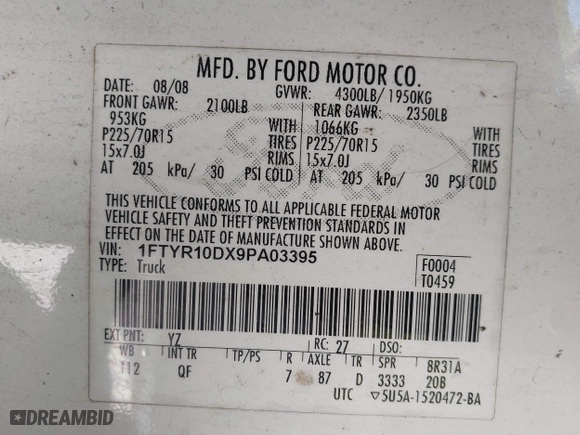 MFD. BY FORD MOTOR CO.
DATE: 08/08 GVWR: 4300LB/ 1950KG
FRONT GAWR: 2100LB REAR GAWR: 2350LB
953KG WITH 1066KG WITH
P225/70R15 TIRES P225/70R15 TIRES
15x7.0J RIMS 15x7.0J RIMS
AT 205 kPa/ 30 PSI COLD AT 205 kPa/ 30 PSI COLD
THIS VEHICLE CONFORMS TO ALL APPLICABLE FEDERAL MOTOR
VEHICLE SAFETY AND THEFT PREVENTION STANDARDS IN
EFFECT ON THE DATE OF MANUFACTURE SHOWN ABOVE.
VIN: 1FTYR10DX9PA03395 F0004
TYPE: Truck T0459
EXT PNT: YZ RC: 27 DSO:
WB INT TR TP/PS R AXLE TR SPR 8R31A
112 QF 7 87 D 3333 20B
UTC ▽5U5A-1520472-BA
DREAMBID